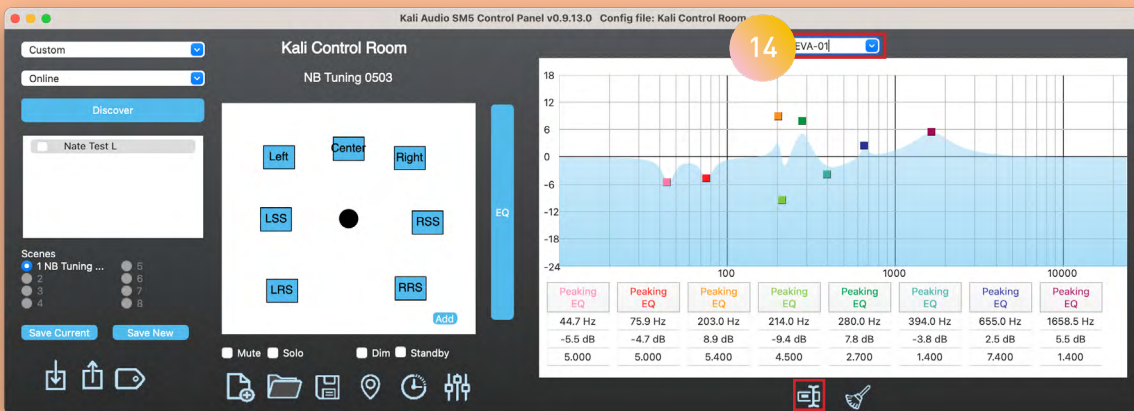 Kali Audio SM5 Control Panel v0.9.13.0 Config file: Kali Control Room
Custom
Online
Discover
Nate Test L
Scenes
1 NB Tuning ...
2
3
4
5
6
7
8
Save Current
Save New
Kali Control Room
NB Tuning 0503
Left
Center
Right
LSS
RSS
LRS
RRS
Add
Mute
Solo
Dim
Standby
EQ
14
EVA-01
18
12
6
0
-6
-12
-18
-24
100
1000
10000
Peaking EQ Peaking EQ Peaking EQ Peaking EQ Peaking EQ Peaking EQ Peaking EQ Peaking EQ
44.7 Hz 75.9 Hz 203.0 Hz 214.0 Hz 280.0 Hz 394.0 Hz 655.0 Hz 1658.5 Hz
-5.5 dB -4.7 dB 8.9 dB -9.4 dB 7.8 dB -3.8 dB 2.5 dB 5.5 dB
5.000 5.000 5.400 4.500 2.700 1.400 7.400 1.400